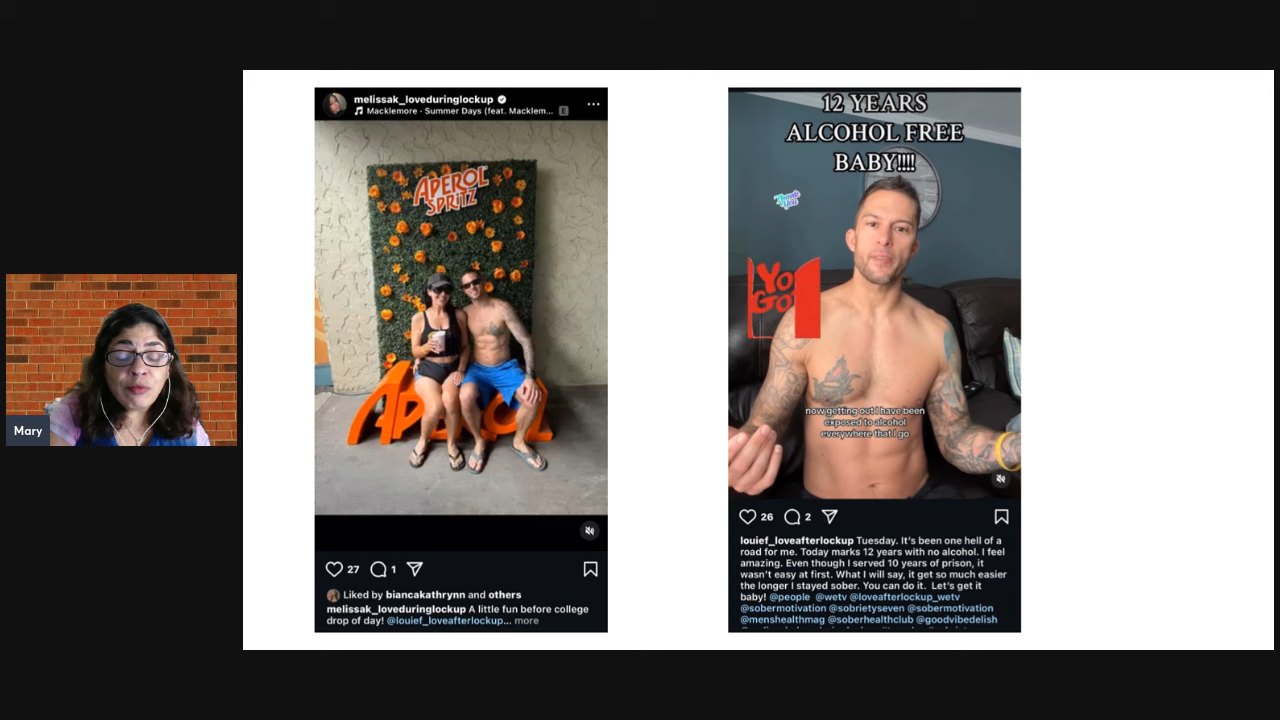 Mary
melissak_loveduringlockup
Macklemore · Summer Days (feat. Macklem...
E
APEROL
SPRITZ
APEROL
27
1
Liked by biancakathrynn and others
melissak_loveduringlockup A little fun before college
drop of day! @louief_loveafterlockup... more
12 YEARS
ALCOHOL FREE
BABY!!!!
You
Got
now getting out I have been
exposed to alcohol
everywhere that I go
26
2
louief_loveafterlockup Tuesday. It's been one hell of a
road for me. Today marks 12 years with no alcohol. I feel
amazing. Even though I served 10 years of prison, it
wasn't easy at first. What I will say, it get so much easier
the longer I stayed sober. You can do it. Let's get it
baby! @people @wetv @loveafterlockup_wetv
@sobermotivation @sobrietyseven @sobermotivation
@menshealthmag @soberhealthclub @goodvibedelish